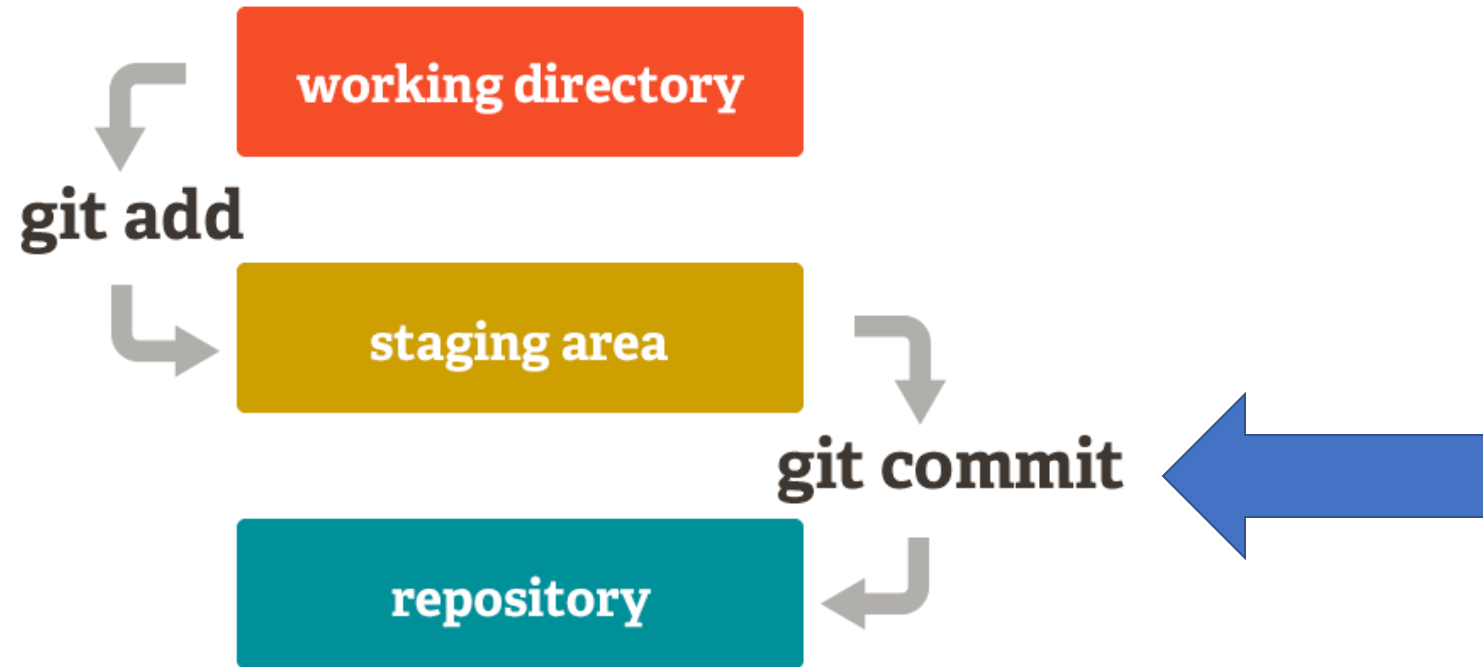 working directory
git add
staging area
git commit
repository